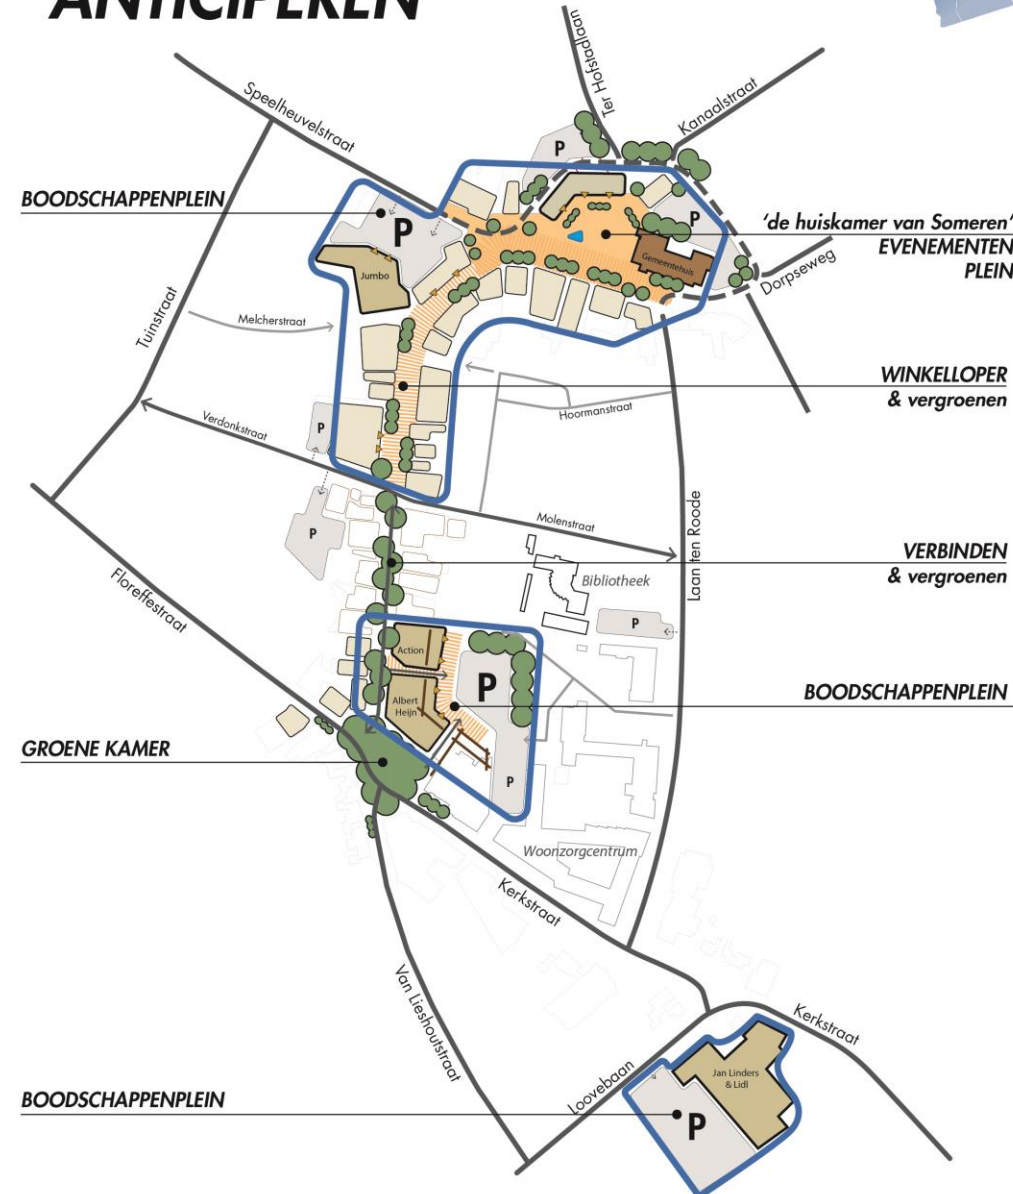 ANTICIPEREN
Ter Hofstadlaan
Kanaalstraat
Speelheuvelstraat
P
BOODSCHAPPENPLEIN
P
P
'de huiskamer van Someren'
EVENEMENTEN
PLEIN
Gemeentehuis
Jumbo
Dorpseweg
Tuinstraat
Melcherstraat
WINKELLOPER
& vergroenen
Hoormanstraat
Verdonkstraat
P
Molenstraat
P
Laan ten Roode
VERBINDEN
& vergroenen
Bibliotheek
Floreffestraat
P
Action
P
BOODSCHAPPENPLEIN
Albert
Heijn
GROENE KAMER
P
Woonzorgcentrum
Kerkstraat
Van Lieshoutstraat
Kerkstraat
Jan Linders
& Lidl
Loovebaan
BOODSCHAPPENPLEIN
P